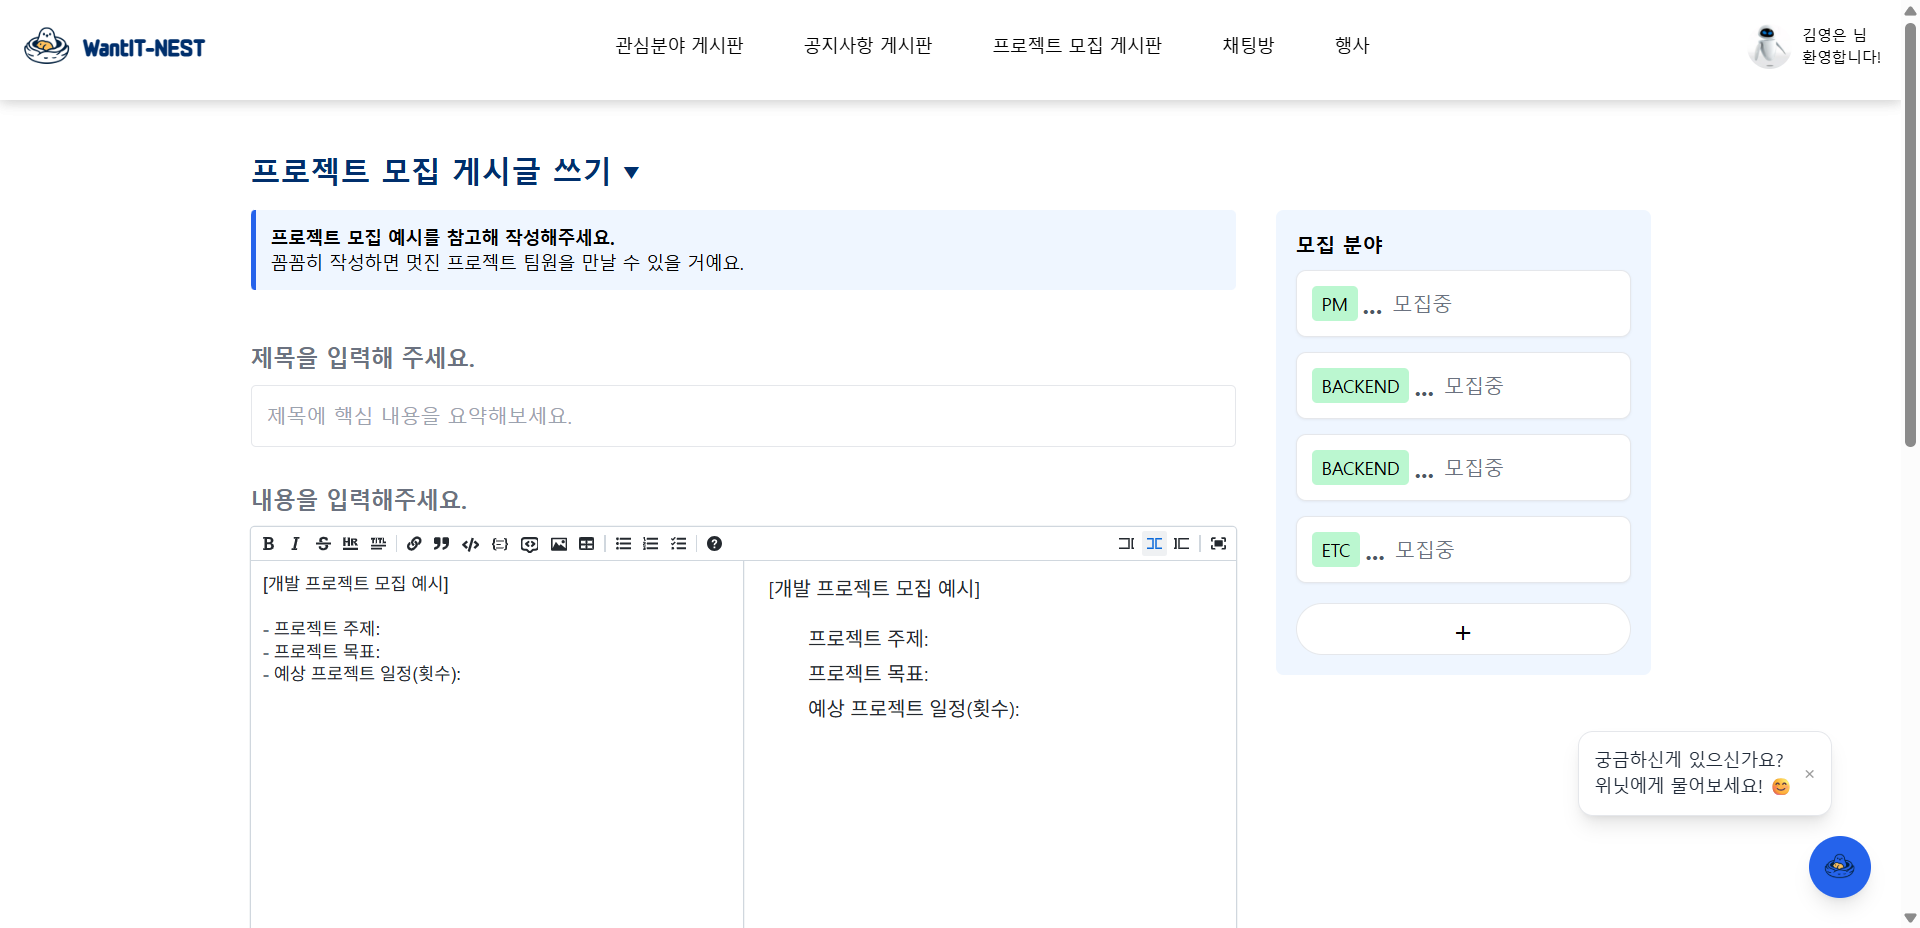 WantIT-NEST
관심분야 게시판
공지사항 게시판
프로젝트 모집 게시판
채팅방
행사
김영은 님
환영합니다!
프로젝트 모집 게시글 쓰기 ▼
프로젝트 모집 예시를 참고해 작성해주세요.
꼼꼼히 작성하면 멋진 프로젝트 팀원을 만날 수 있을 거예요.
제목을 입력해 주세요.
제목에 핵심 내용을 요약해보세요.
내용을 입력해주세요.
[개발 프로젝트 모집 예시]
- 프로젝트 주제:
- 프로젝트 목표:
- 예상 프로젝트 일정(횟수):
[개발 프로젝트 모집 예시]
프로젝트 주제:
프로젝트 목표:
예상 프로젝트 일정(횟수):
모집 분야
PM ... 모집중
BACKEND ... 모집중
BACKEND ... 모집중
ETC ... 모집중
+
궁금하신게 있으신가요?
위닛에게 물어보세요! 😊
×